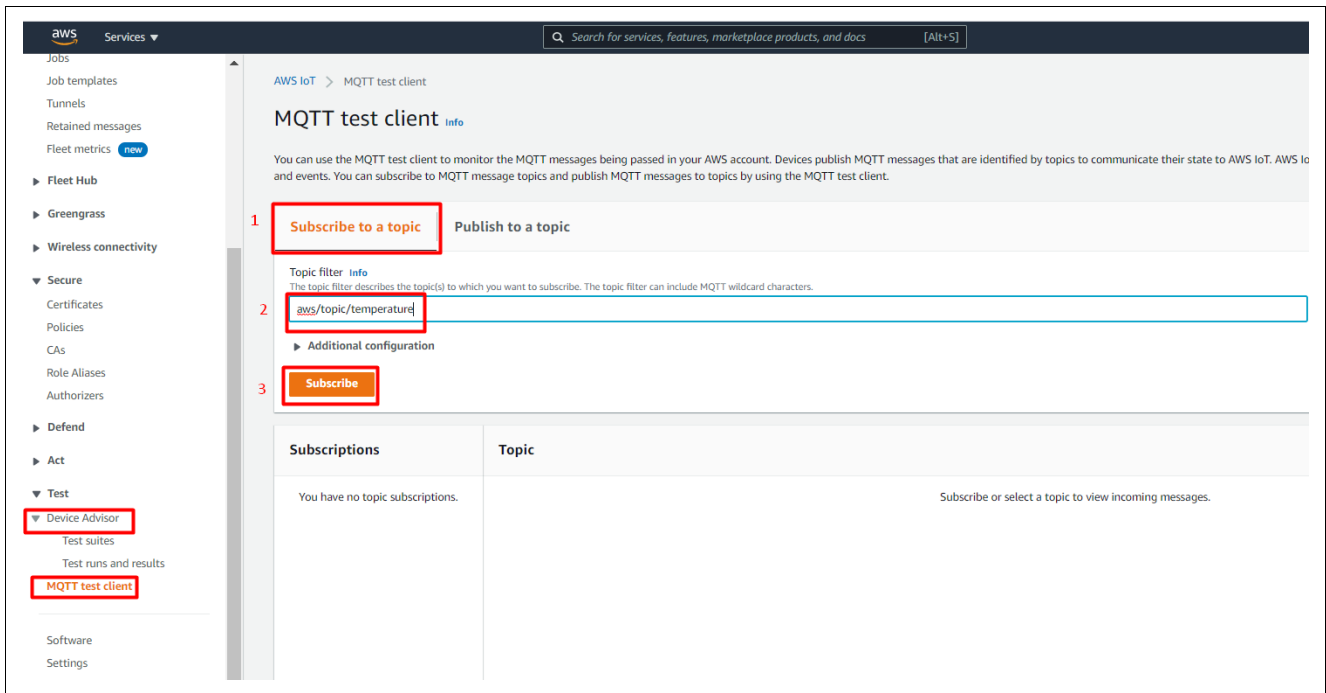 aws Services ▼ Search for services, features, marketplace products, and docs [Alt+S]
Jobs
Job templates
Tunnels
Retained messages
Fleet metrics new
Fleet Hub
Greengrass
Wireless connectivity
Secure
Certificates
Policies
CAs
Role Aliases
Authorizers
Defend
Act
Test
Device Advisor
Test suites
Test runs and results
MQTT test client
Software
Settings
AWS IoT > MQTT test client
MQTT test client Info
You can use the MQTT test client to monitor the MQTT messages being passed in your AWS account. Devices publish MQTT messages that are identified by topics to communicate their state to AWS IoT. AWS Io
and events. You can subscribe to MQTT message topics and publish MQTT messages to topics by using the MQTT test client.
1 Subscribe to a topic Publish to a topic
Topic filter Info
The topic filter describes the topic(s) to which you want to subscribe. The topic filter can include MQTT wildcard characters.
2 aws/topic/temperature
Additional configuration
3 Subscribe
Subscriptions Topic
You have no topic subscriptions. Subscribe or select a topic to view incoming messages.